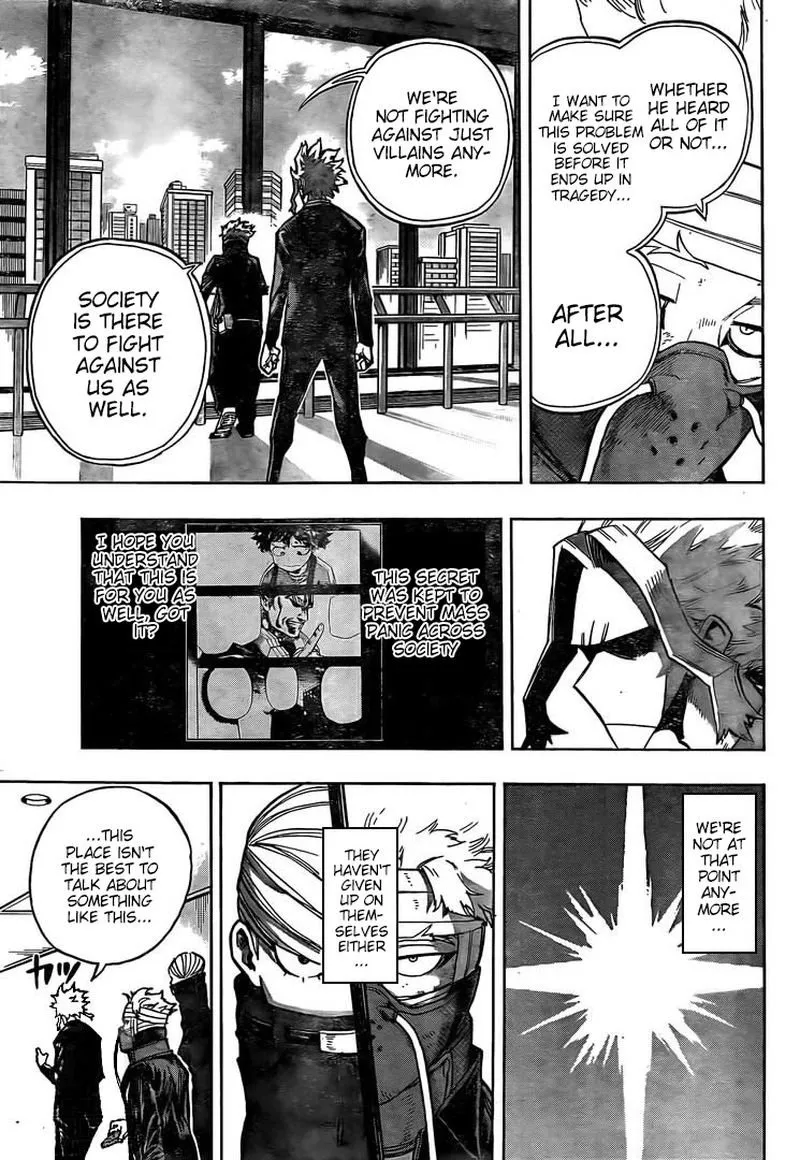 WHETHER
HE HEARD
ALL OF IT
OR NOT...
I WANT TO
MAKE SURE
THIS PROBLEM
IS SOLVED
BEFORE IT
ENDS UP IN
TRAGEDY...
AFTER
ALL...
WE'RE
NOT FIGHTING
AGAINST JUST
VILLAINS ANY-
MORE.
SOCIETY
IS THERE
TO FIGHT
AGAINST
US AS
WELL.
THIS SECRET
WAS KEPT TO
PREVENT MASS
PANIC ACROSS
SOCIETY
I HOPE YOU
UNDERSTAND
THAT THIS IS
FOR YOU AS
WELL, GOT
IT?
WE'RE
NOT AT
THAT
POINT
ANY-
MORE
...
THEY
HAVEN'T
GIVEN
UP ON
THEM-
SELVES
EITHER
...
...THIS
PLACE ISN'T
THE BEST TO
TALK ABOUT
SOMETHING
LIKE THIS...
カッ